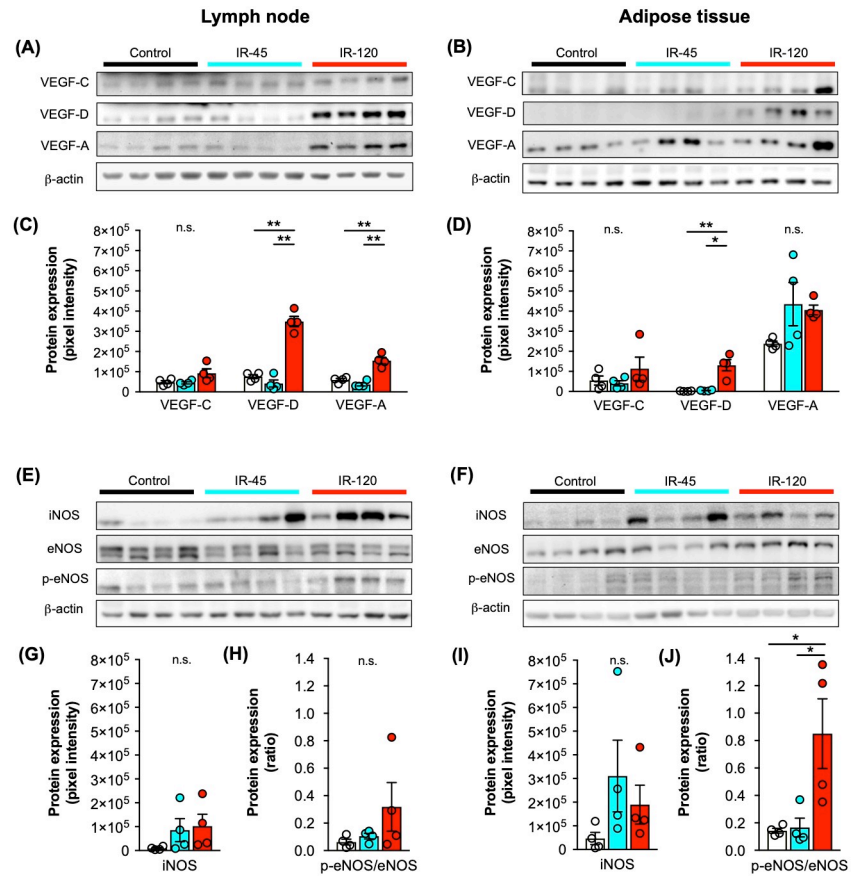 Lymph node
Adipose tissue
(A)
Control IR-45 IR-120
VEGF-C
VEGF-D
VEGF-A
β-actin
(B)
Control IR-45 IR-120
VEGF-C
VEGF-D
VEGF-A
β-actin
(C)
Protein expression
(pixel intensity)
8×10⁵
7×10⁵
6×10⁵
5×10⁵
4×10⁵
3×10⁵
2×10⁵
1×10⁵
0
n.s.
**
**
**
**
VEGF-C VEGF-D VEGF-A
(D)
Protein expression
(pixel intensity)
8×10⁵
7×10⁵
6×10⁵
5×10⁵
4×10⁵
3×10⁵
2×10⁵
1×10⁵
0
n.s.
**
*
n.s.
VEGF-C VEGF-D VEGF-A
(E)
Control IR-45 IR-120
iNOS
eNOS
p-eNOS
β-actin
(F)
Control IR-45 IR-120
iNOS
eNOS
p-eNOS
β-actin
(G)
Protein expression
(pixel intensity)
8×10⁵
7×10⁵
6×10⁵
5×10⁵
4×10⁵
3×10⁵
2×10⁵
1×10⁵
0
n.s.
iNOS
(H)
Protein expression
(ratio)
1.4
1.2
1.0
0.8
0.6
0.4
0.2
0
n.s.
p-eNOS/eNOS
(I)
Protein expression
(pixel intensity)
8×10⁵
7×10⁵
6×10⁵
5×10⁵
4×10⁵
3×10⁵
2×10⁵
1×10⁵
0
n.s.
iNOS
(J)
Protein expression
(ratio)
1.4
1.2
1.0
0.8
0.6
0.4
0.2
0
*
*
p-eNOS/eNOS